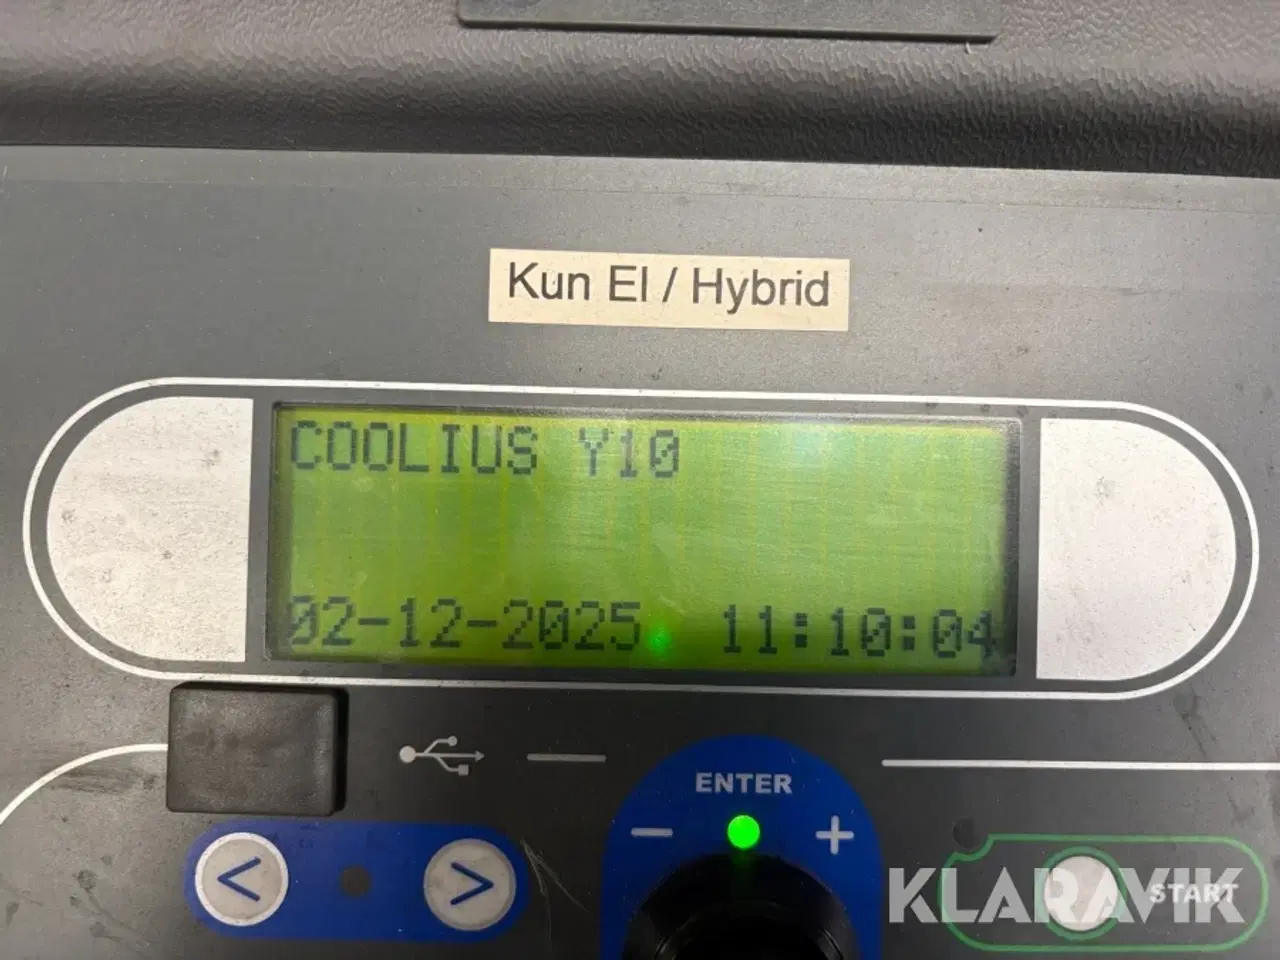 Kun El / Hybrid
COOLIUS Y10
02-12-2025 11:10:04
ENTER
− +
< >
START
KLARAVIK